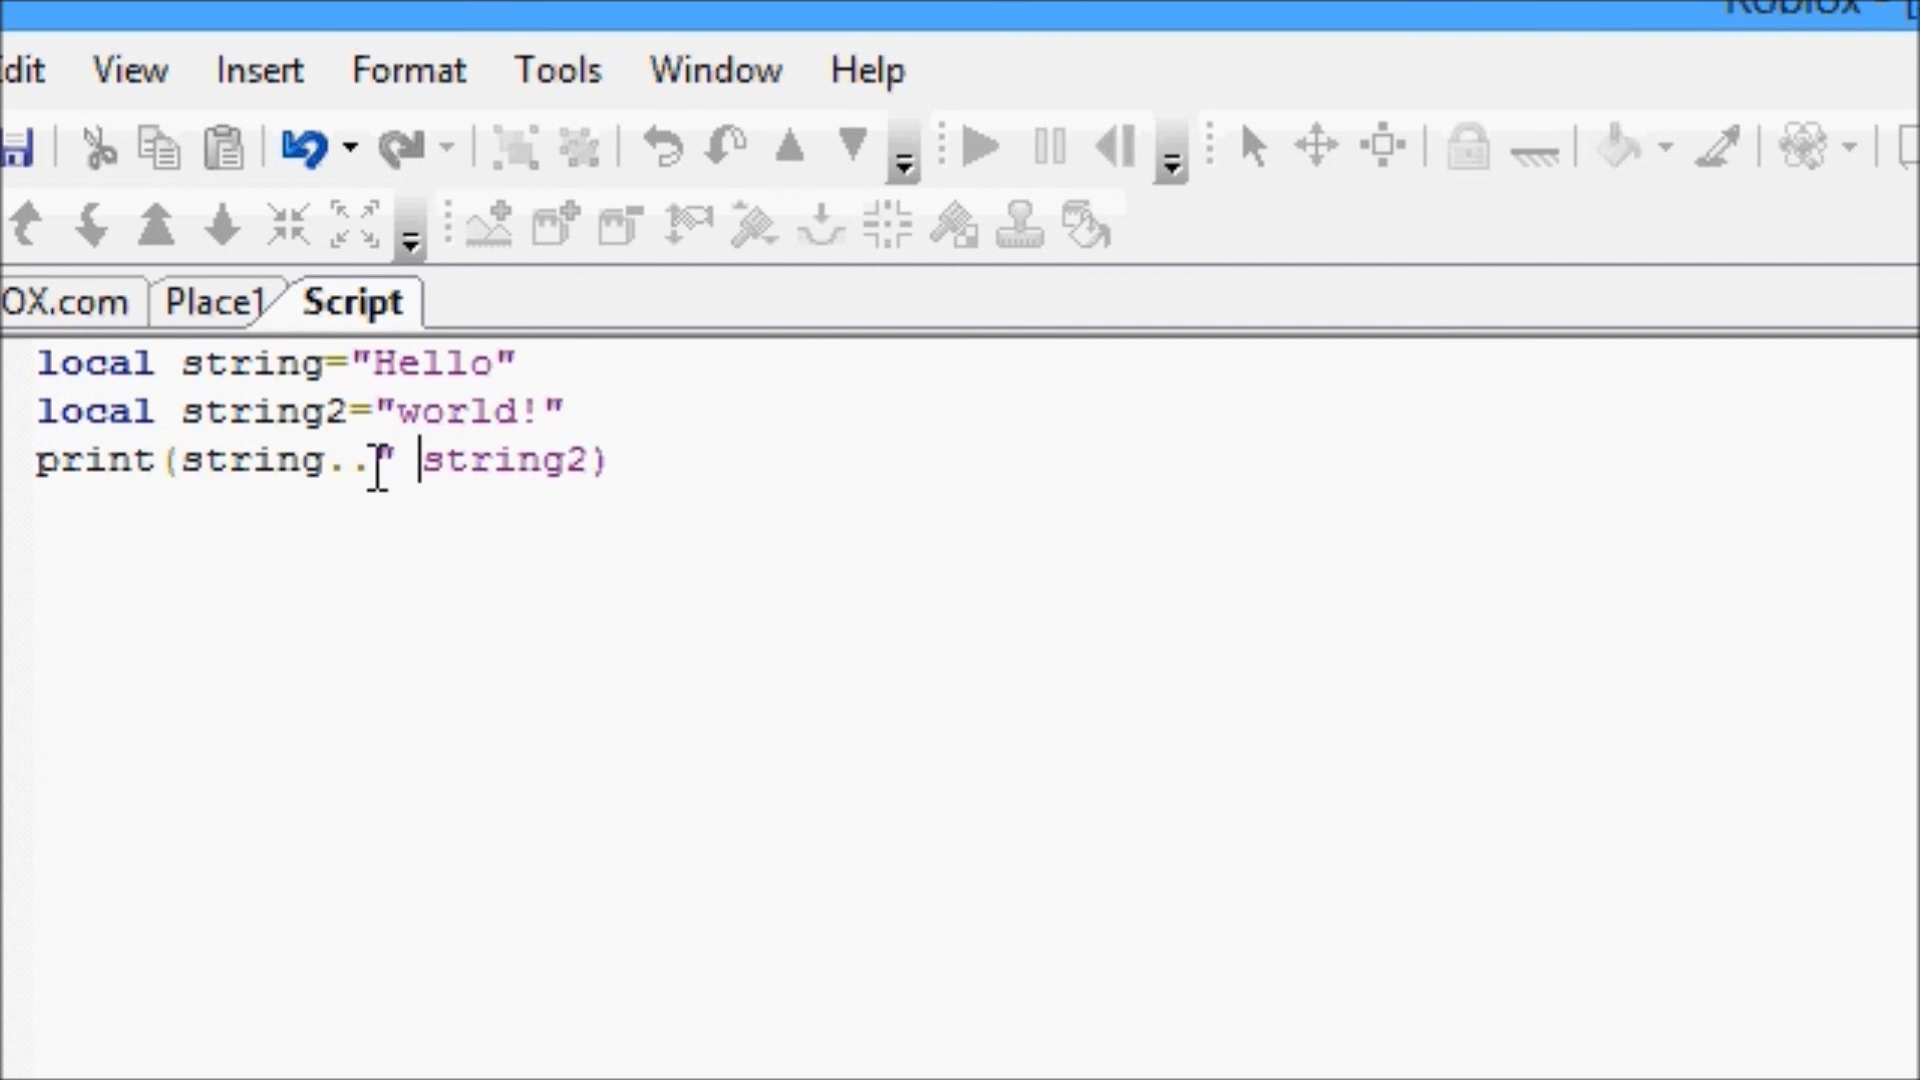 dit View Insert Format Tools Window Help
OX.com Place1 Script
local string="Hello"
local string2="world!"
print(string.." string2)